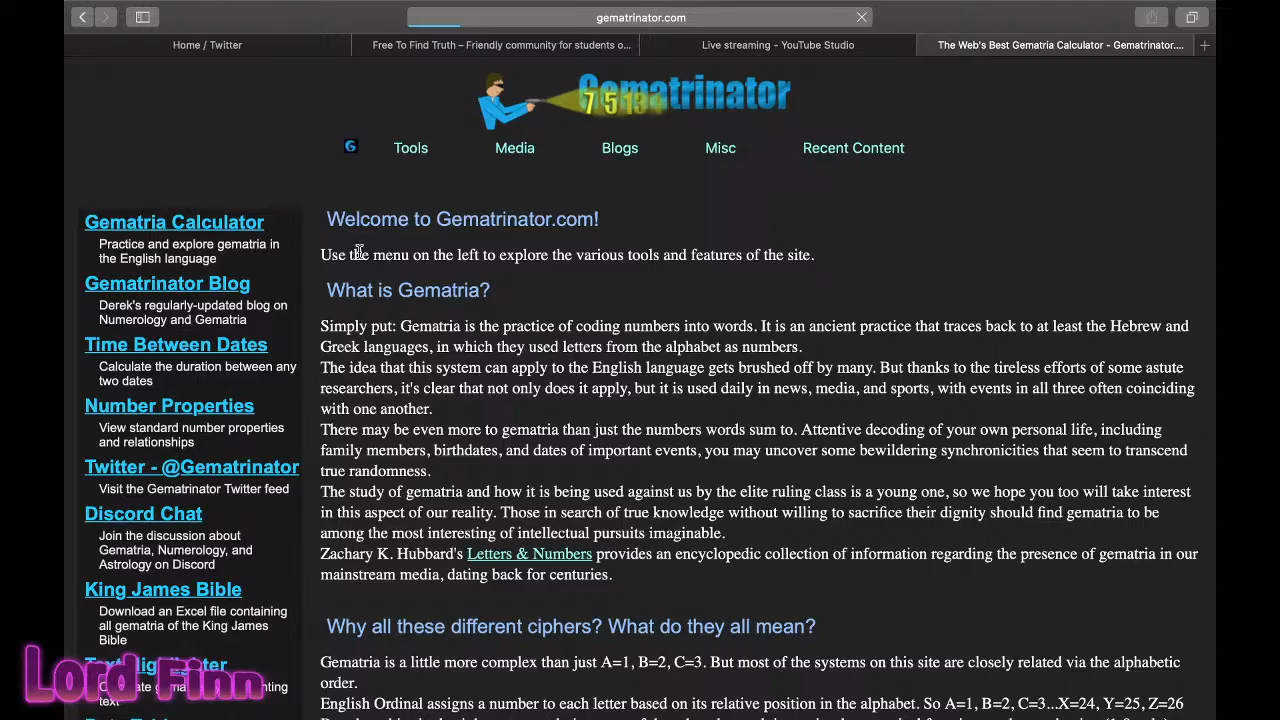 gematrinator.com
Home / Twitter
Free To Find Truth – Friendly community for students o...
Live streaming - YouTube Studio
The Web's Best Gematria Calculator - Gematrinator....
Gematrinator
7 5 134
G
Tools
Media
Blogs
Misc
Recent Content
Gematria Calculator
Practice and explore gematria in
the English language
Gematrinator Blog
Derek's regularly-updated blog on
Numerology and Gematria
Time Between Dates
Calculate the duration between any
two dates
Number Properties
View standard number properties
and relationships
Twitter - @Gematrinator
Visit the Gematrinator Twitter feed
Discord Chat
Join the discussion about
Gematria, Numerology, and
Astrology on Discord
King James Bible
Download an Excel file containing
all gematria of the King James
Bible
text
Welcome to Gematrinator.com!
Use the menu on the left to explore the various tools and features of the site.
What is Gematria?
Simply put: Gematria is the practice of coding numbers into words. It is an ancient practice that traces back to at least the Hebrew and
Greek languages, in which they used letters from the alphabet as numbers.
The idea that this system can apply to the English language gets brushed off by many. But thanks to the tireless efforts of some astute
researchers, it's clear that not only does it apply, but it is used daily in news, media, and sports, with events in all three often coinciding
with one another.
There may be even more to gematria than just the numbers words sum to. Attentive decoding of your own personal life, including
family members, birthdates, and dates of important events, you may uncover some bewildering synchronicities that seem to transcend
true randomness.
The study of gematria and how it is being used against us by the elite ruling class is a young one, so we hope you too will take interest
in this aspect of our reality. Those in search of true knowledge without willing to sacrifice their dignity should find gematria to be
among the most interesting of intellectual pursuits imaginable.
Zachary K. Hubbard's Letters & Numbers provides an encyclopedic collection of information regarding the presence of gematria in our
mainstream media, dating back for centuries.
Why all these different ciphers? What do they all mean?
Gematria is a little more complex than just A=1, B=2, C=3. But most of the systems on this site are closely related via the alphabetic
order.
English Ordinal assigns a number to each letter based on its relative position in the alphabet. So A=1, B=2, C=3...X=24, Y=25, Z=26
Lord Finn